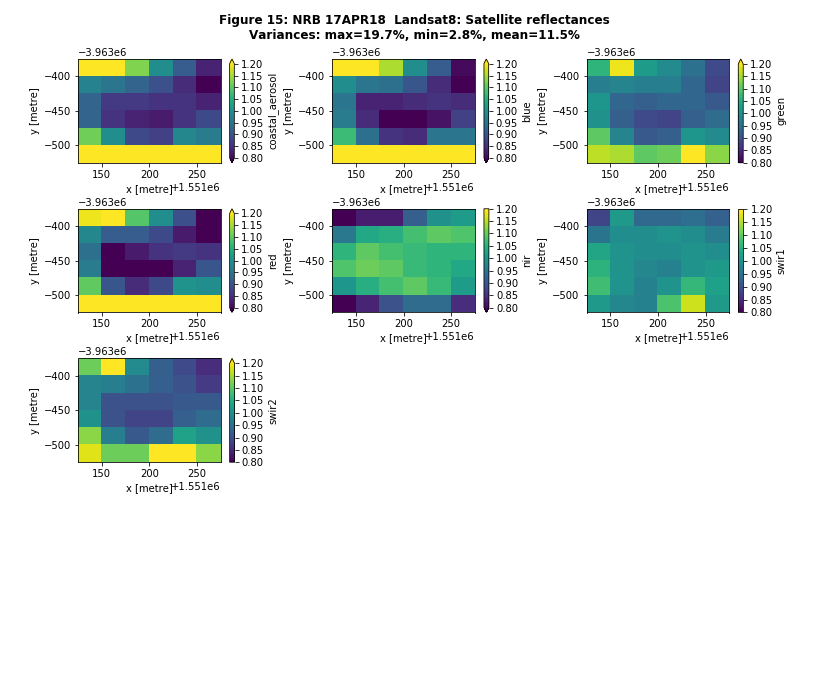 Figure 15: NRB 17APR18  Landsat8: Satellite reflectances
Variances: max=19.7%, min=2.8%, mean=11.5%
−3.963e6
−400
−450
−500
y [metre]
150
200
250
x [metre]
+1.551e6
1.20
1.15
1.10
1.05
1.00
0.95
0.90
0.85
0.80
coastal_aerosol
−3.963e6
−400
−450
−500
y [metre]
150
200
250
x [metre]
+1.551e6
1.20
1.15
1.10
1.05
1.00
0.95
0.90
0.85
0.80
blue
−3.963e6
−400
−450
−500
y [metre]
150
200
250
x [metre]
+1.551e6
1.20
1.15
1.10
1.05
1.00
0.95
0.90
0.85
0.80
green
−3.963e6
−400
−450
−500
y [metre]
150
200
250
x [metre]
+1.551e6
1.20
1.15
1.10
1.05
1.00
0.95
0.90
0.85
0.80
red
−3.963e6
−400
−450
−500
y [metre]
150
200
250
x [metre]
+1.551e6
1.20
1.15
1.10
1.05
1.00
0.95
0.90
0.85
0.80
nir
−3.963e6
−400
−450
−500
y [metre]
150
200
250
x [metre]
+1.551e6
1.20
1.15
1.10
1.05
1.00
0.95
0.90
0.85
0.80
swir1
−3.963e6
−400
−450
−500
y [metre]
150
200
250
x [metre]
+1.551e6
1.20
1.15
1.10
1.05
1.00
0.95
0.90
0.85
0.80
swir2